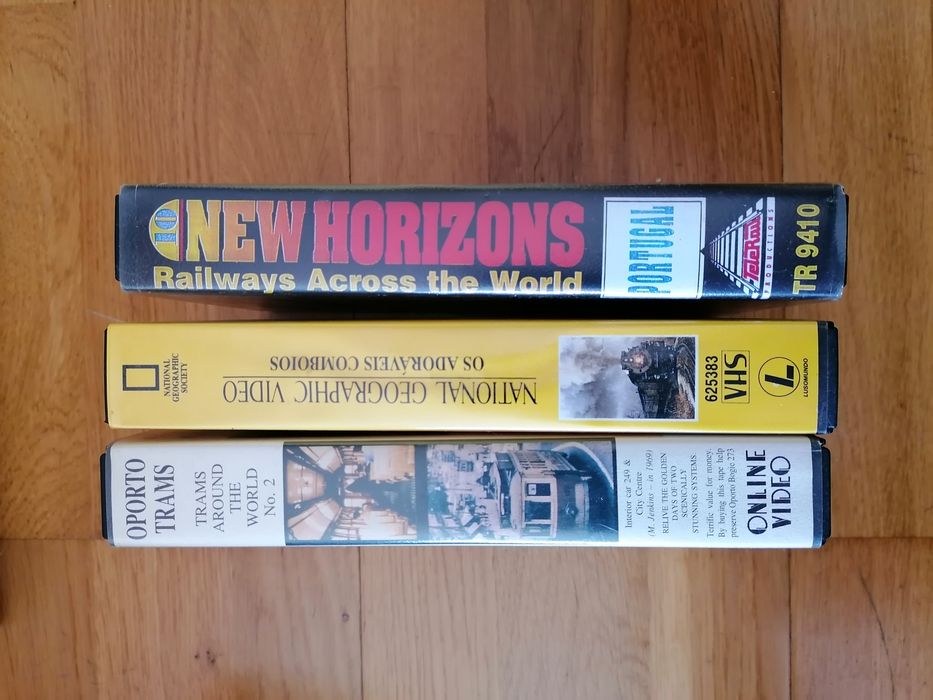 NEW HORIZONS
Railways Across the World
PORTUGAL
TeleRail
PRODUCTIONS
TR 9410
NATIONAL
GEOGRAPHIC
SOCIETY
NATIONAL GEOGRAPHIC VIDEO
OS ADORÁVEIS COMBOIOS
625383
VHS
L
LUSOMUNDO
OPORTO
TRAMS
TRAMS
AROUND
THE
WORLD
No. 2
Interior car 249 &
City Centre
(M. Jenkins – in 1969)
RELIVE THE GOLDEN
DAYS OF TWO
SCENICALLY
STUNNING SYSTEMS
Terrific value for money.
By buying this tape help
preserve Oporto Bogie 273
ONLINE
VIDEO